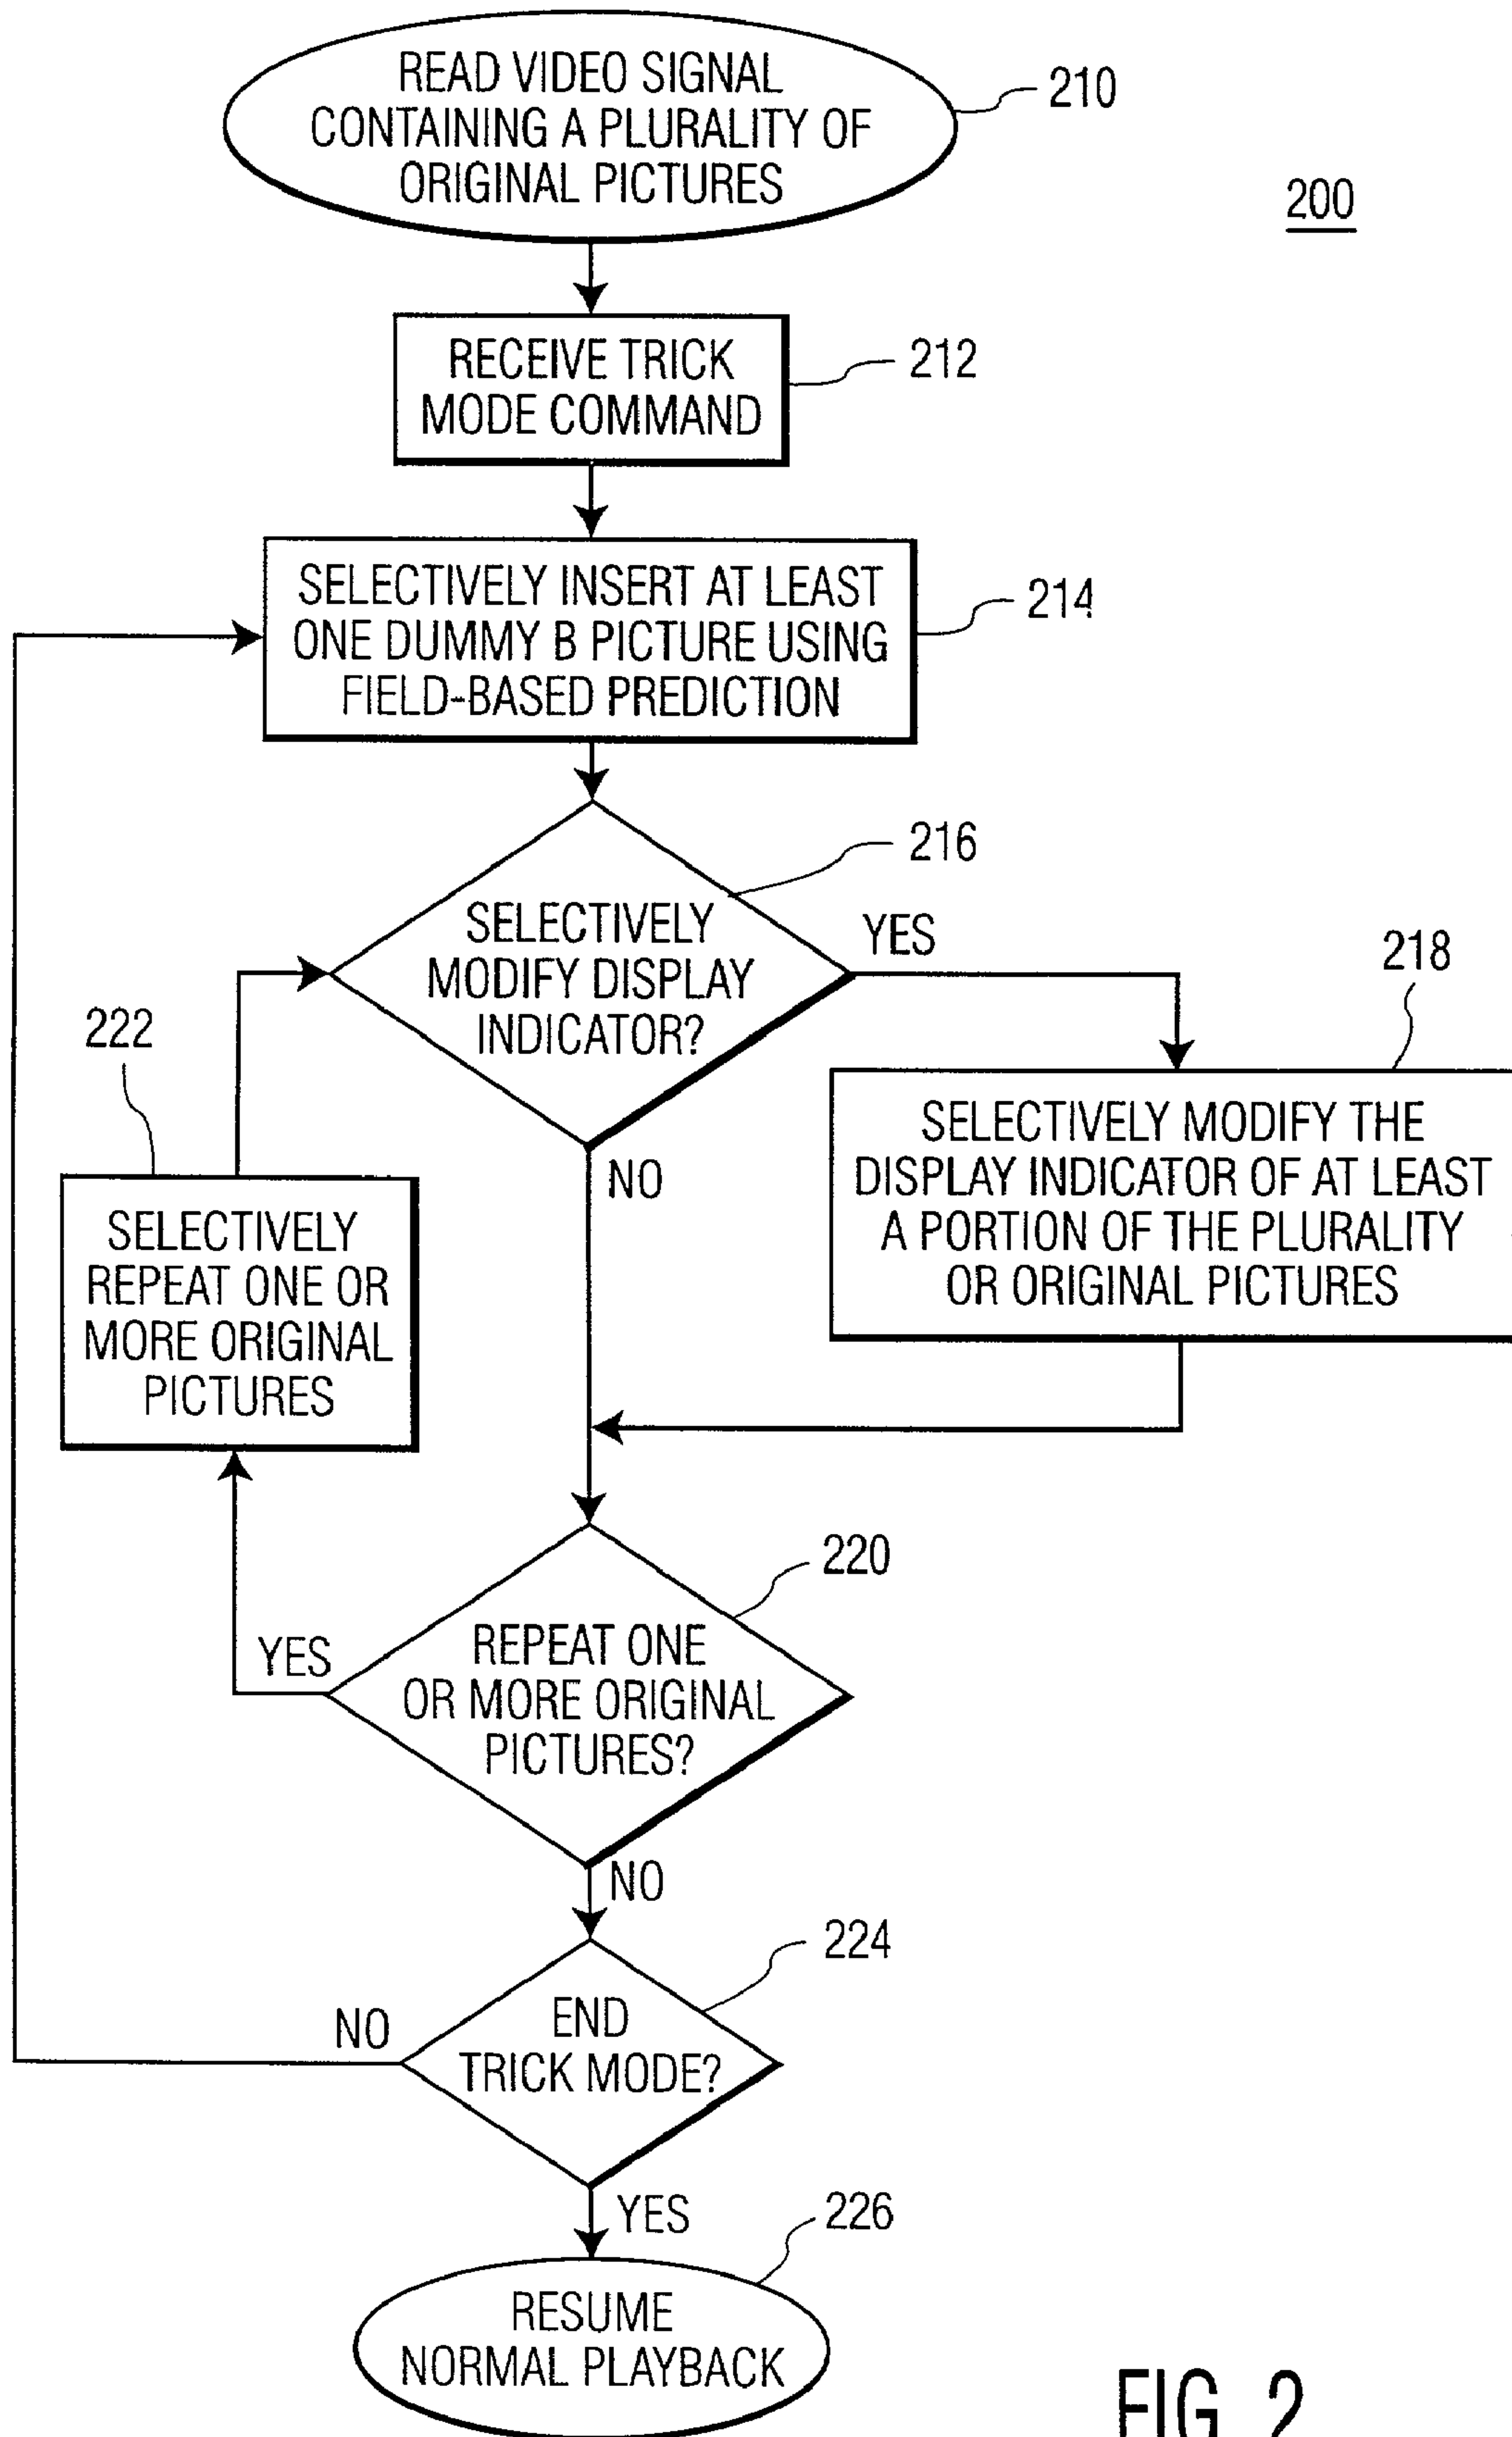 READ VIDEO SIGNAL
CONTAINING A PLURALITY OF
ORIGINAL PICTURES
210
200
RECEIVE TRICK
MODE COMMAND
212
SELECTIVELY INSERT AT LEAST
ONE DUMMY B PICTURE USING
FIELD-BASED PREDICTION
214
216
SELECTIVELY
MODIFY DISPLAY
INDICATOR?
YES
NO
218
SELECTIVELY MODIFY THE
DISPLAY INDICATOR OF AT LEAST
A PORTION OF THE PLURALITY
OR ORIGINAL PICTURES
222
SELECTIVELY
REPEAT ONE OR
MORE ORIGINAL
PICTURES
220
REPEAT ONE
OR MORE ORIGINAL
PICTURES?
YES
NO
224
END
TRICK MODE?
NO
YES
226
RESUME
NORMAL PLAYBACK
FIG. 2